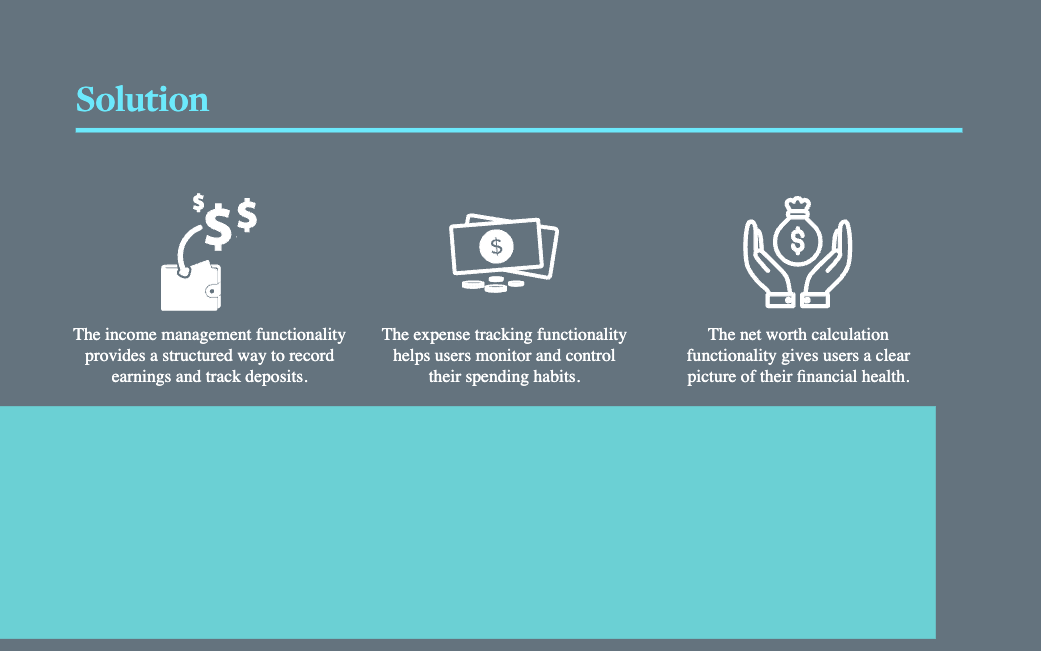 Solution
The income management functionality
provides a structured way to record
earnings and track deposits.
The expense tracking functionality
helps users monitor and control
their spending habits.
The net worth calculation
functionality gives users a clear
picture of their financial health.